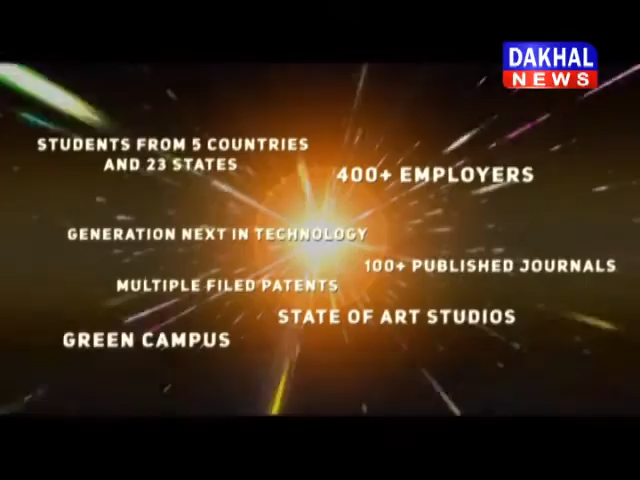 DAKHAL
NEWS
STUDENTS FROM 5 COUNTRIES
AND 23 STATES
400+ EMPLOYERS
GENERATION NEXT IN TECHNOLOGY
100+ PUBLISHED JOURNALS
MULTIPLE FILED PATENTS
STATE OF ART STUDIOS
GREEN CAMPUS